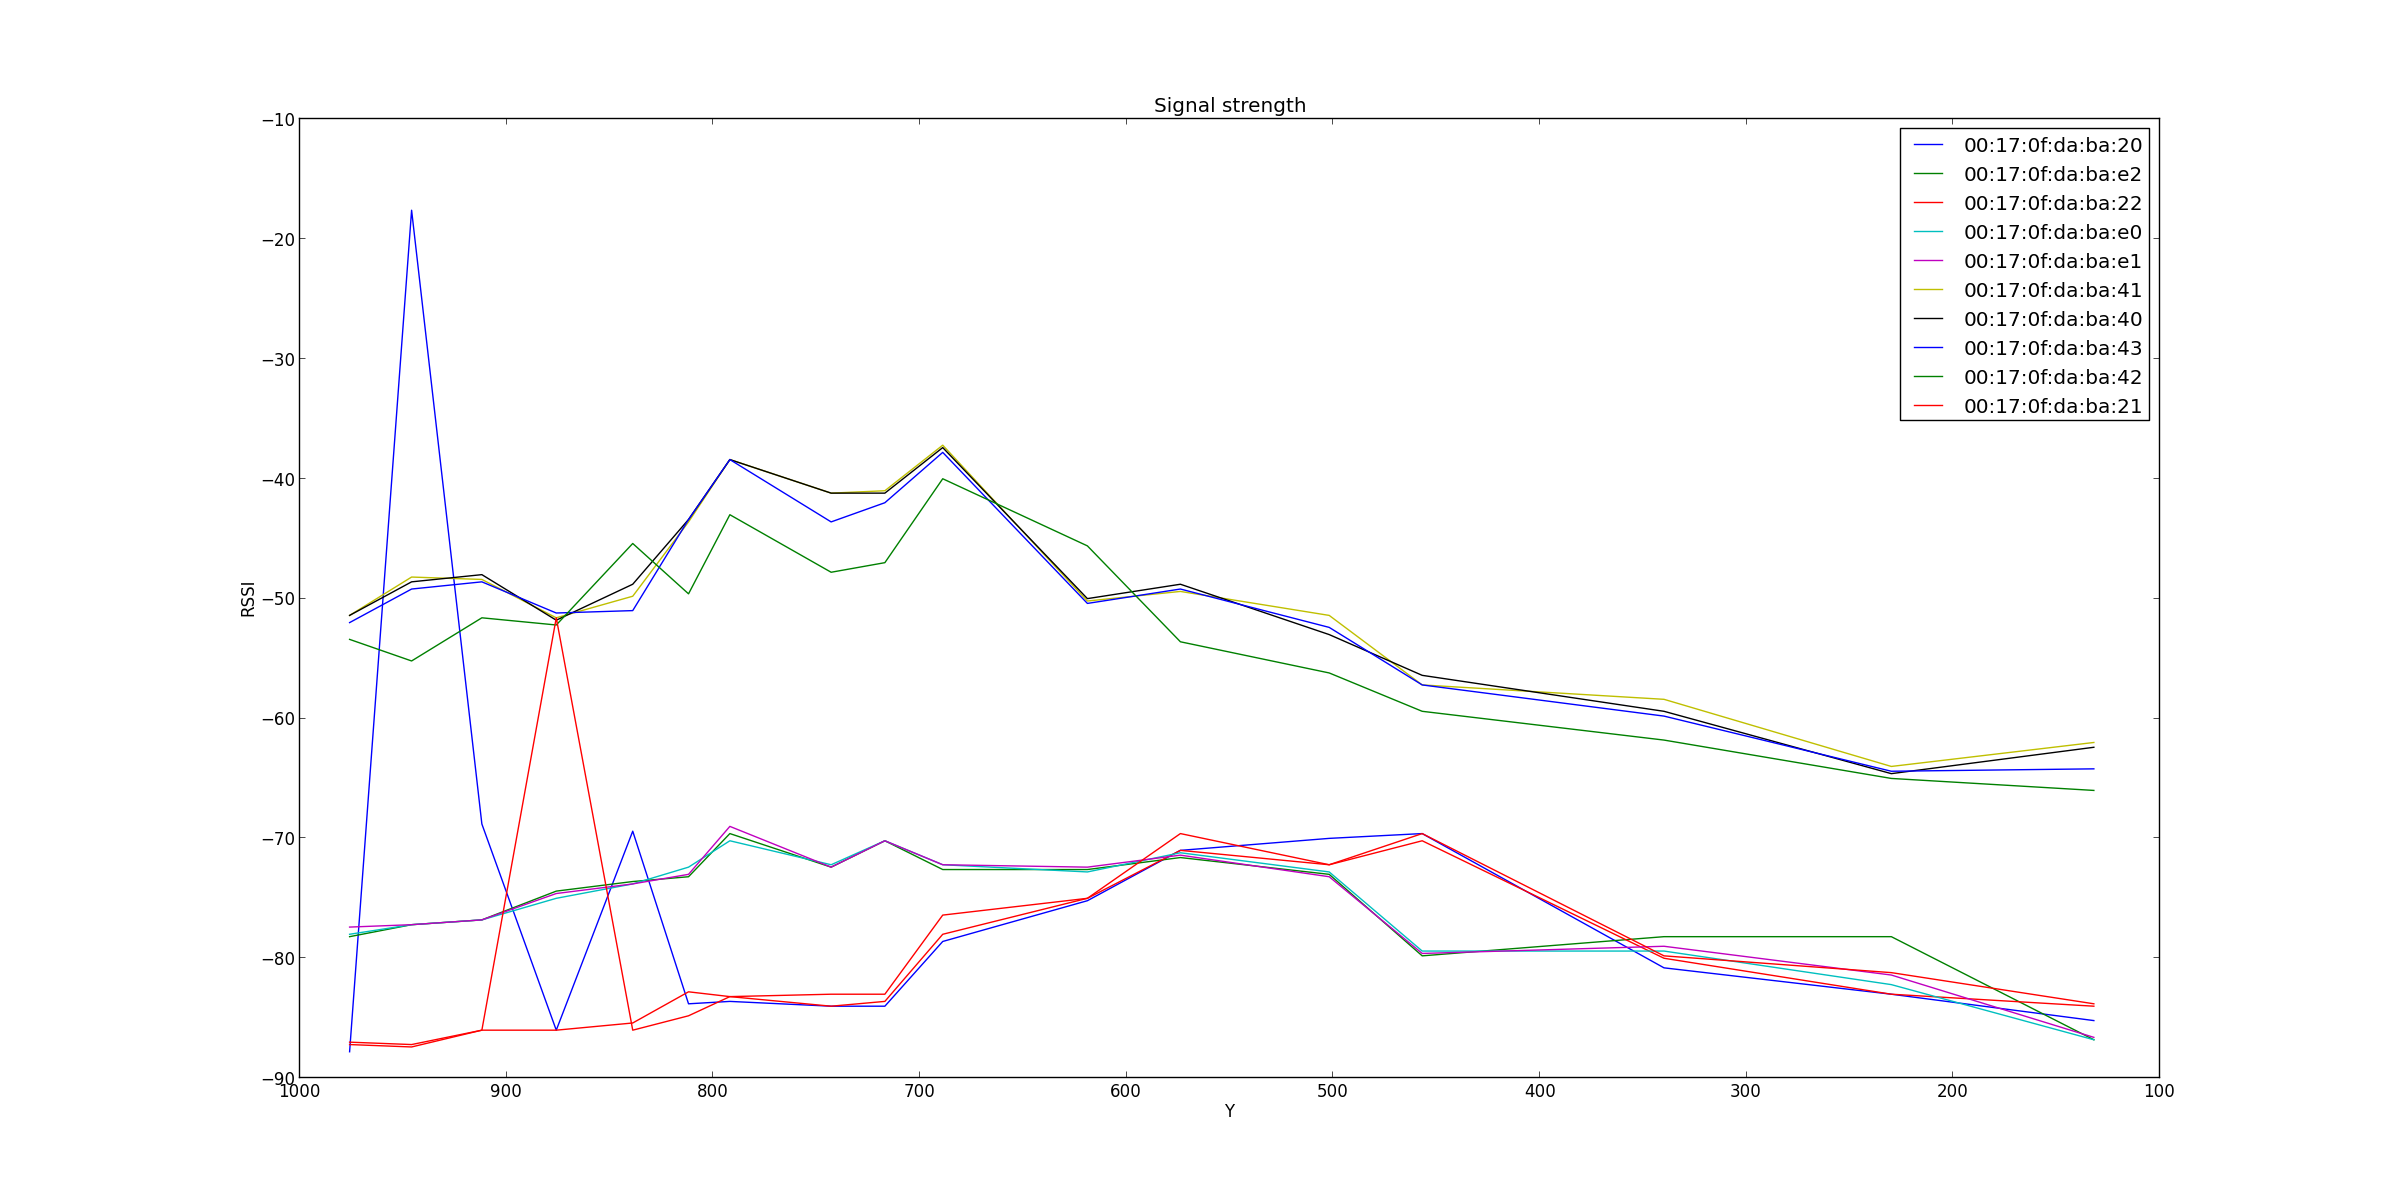 Signal strength
−10
−20
−30
−40
−50
−60
−70
−80
−90
RSSI
1000 900 800 700 600 500 400 300 200 100
Y
00:17:0f:da:ba:20
00:17:0f:da:ba:e2
00:17:0f:da:ba:22
00:17:0f:da:ba:e0
00:17:0f:da:ba:e1
00:17:0f:da:ba:41
00:17:0f:da:ba:40
00:17:0f:da:ba:43
00:17:0f:da:ba:42
00:17:0f:da:ba:21